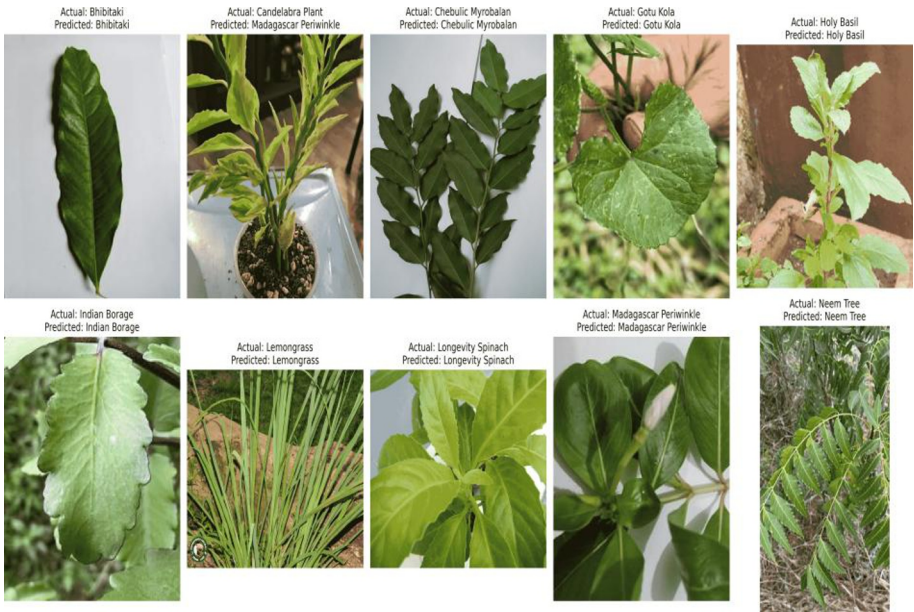 Actual: Bhibitaki
Predicted: Bhibitaki
Actual: Candelabra Plant
Predicted: Madagascar Periwinkle
Actual: Chebulic Myrobalan
Predicted: Chebulic Myrobalan
Actual: Gotu Kola
Predicted: Gotu Kola
Actual: Holy Basil
Predicted: Holy Basil
Actual: Indian Borage
Predicted: Indian Borage
Actual: Lemongrass
Predicted: Lemongrass
Actual: Longevity Spinach
Predicted: Longevity Spinach
Actual: Madagascar Periwinkle
Predicted: Madagascar Periwinkle
Actual: Neem Tree
Predicted: Neem Tree